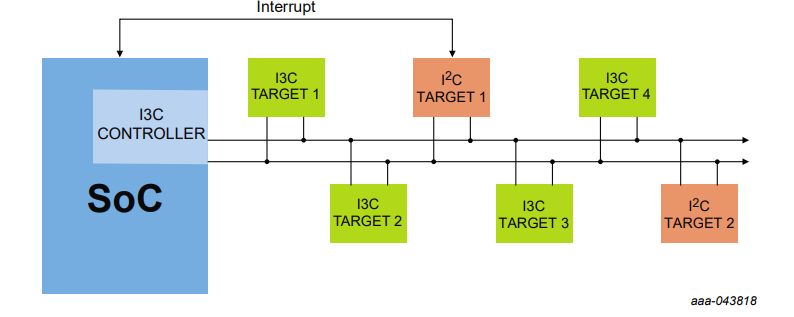 Interrupt
I3C
TARGET 1
I²C
TARGET 1
I3C
TARGET 4
I3C
CONTROLLER
SoC
I3C
TARGET 2
I3C
TARGET 3
I²C
TARGET 2
aaa-043818